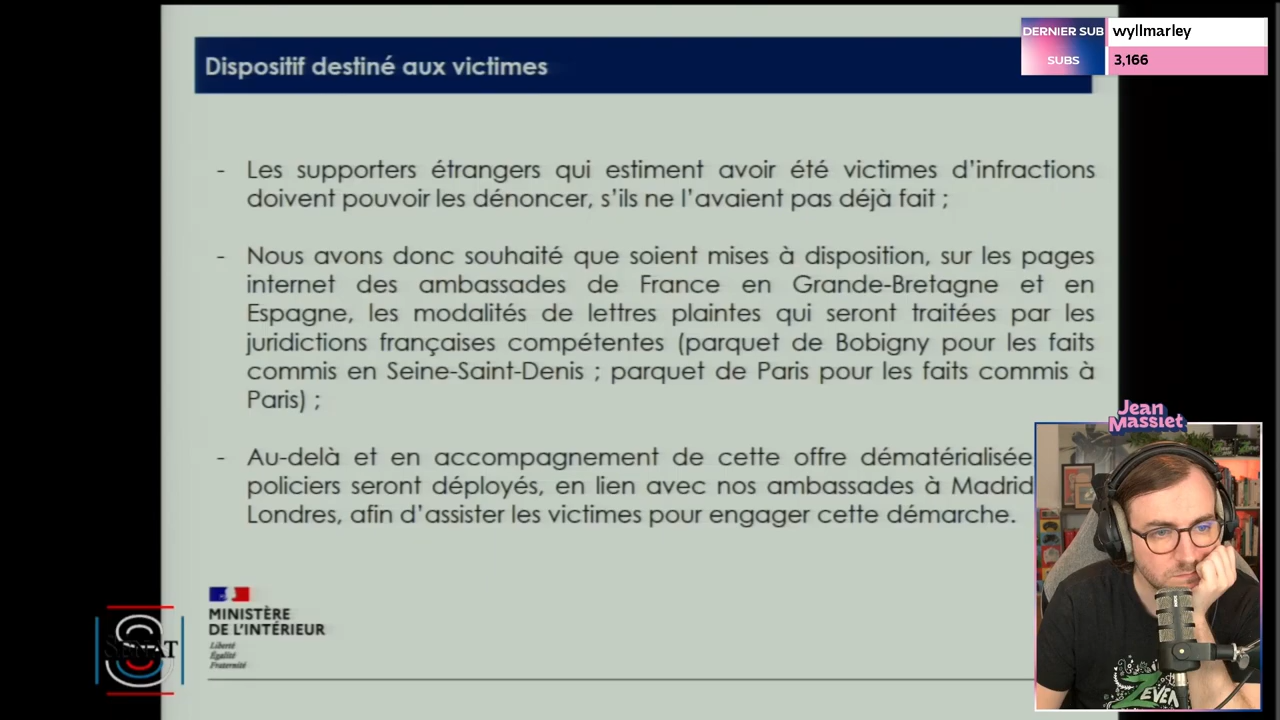 Dispositif destiné aux victimes
DERNIER SUB
wyllmarley
SUBS
3,166
- Les supporters étrangers qui estiment avoir été victimes d'infractions
doivent pouvoir les dénoncer, s'ils ne l'avaient pas déjà fait ;
- Nous avons donc souhaité que soient mises à disposition, sur les pages
internet des ambassades de France en Grande-Bretagne et en
Espagne, les modalités de lettres plaintes qui seront traitées par les
juridictions françaises compétentes (parquet de Bobigny pour les faits
commis en Seine-Saint-Denis ; parquet de Paris pour les faits commis à
Paris) ;
- Au-delà et en accompagnement de cette offre dématérialisée
policiers seront déployés, en lien avec nos ambassades à Madrid
Londres, afin d'assister les victimes pour engager cette démarche.
Jean
Massiet
MINISTÈRE
DE L'INTÉRIEUR
Liberté
Égalité
Fraternité
SÉNAT
ZEVEN